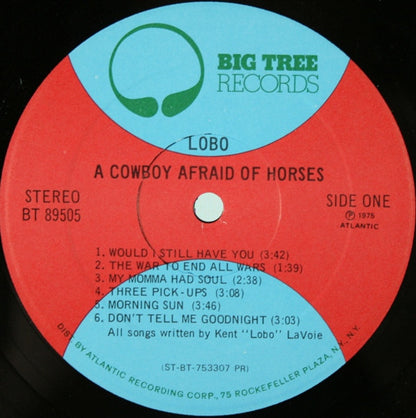 BIG TREE
RECORDS
LOBO
A COWBOY AFRAID OF HORSES
STEREO
BT 89505
SIDE ONE
Ⓟ 1975
ATLANTIC
1. WOULD I STILL HAVE YOU (3:42)
2. THE WAR TO END ALL WARS (1:39)
3. MY MOMMA HAD SOUL (2:38)
4. THREE PICK-UPS (3:08)
5. MORNING SUN (3:46)
6. DON'T TELL ME GOODNIGHT (3:03)
All songs written by Kent "Lobo" LaVoie
(ST-BT-753307 PR)
DIST. BY ATLANTIC RECORDING CORP., 75 ROCKEFELLER PLAZA, N.Y. N.Y.